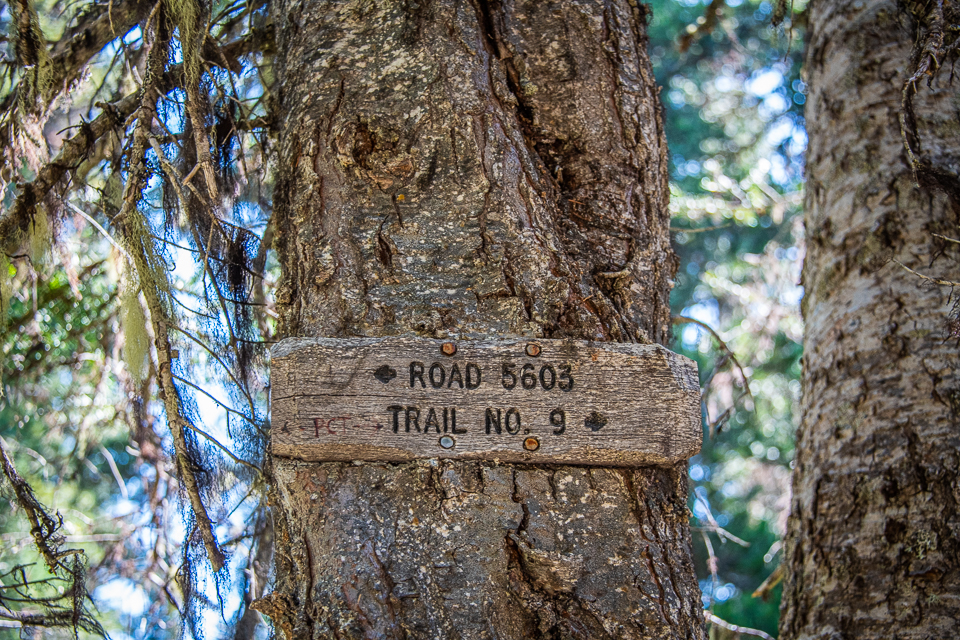 ROAD 5603
PCT TRAIL NO. 9